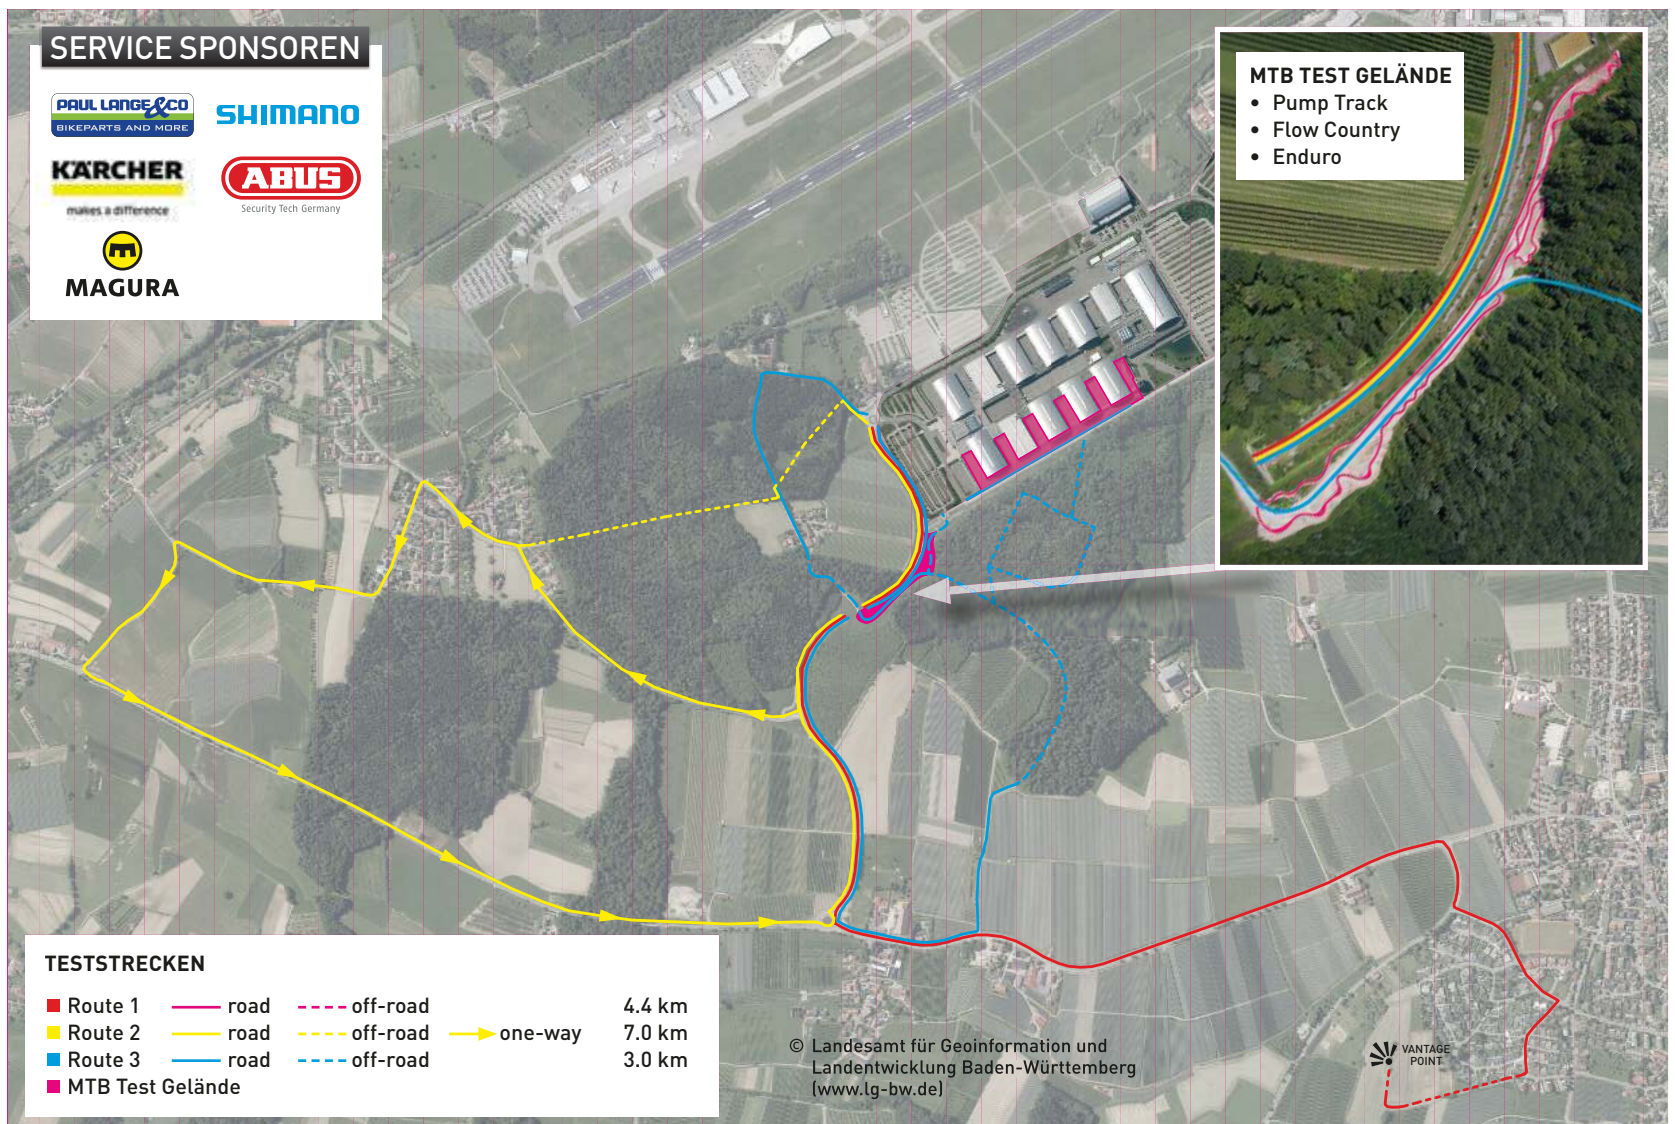 SERVICE SPONSOREN
PAUL LANGE & CO
BIKEPARTS AND MORE
SHIMANO
KÄRCHER
makes a difference
ABUS
Security Tech Germany
MAGURA
MTB TEST GELÄNDE
• Pump Track
• Flow Country
• Enduro
TESTSTRECKEN
Route 1 road off-road 4.4 km
Route 2 road off-road one-way 7.0 km
Route 3 road off-road 3.0 km
MTB Test Gelände
© Landesamt für Geoinformation und
Landentwicklung Baden-Württemberg
(www.lg-bw.de)
VANTAGE
POINT